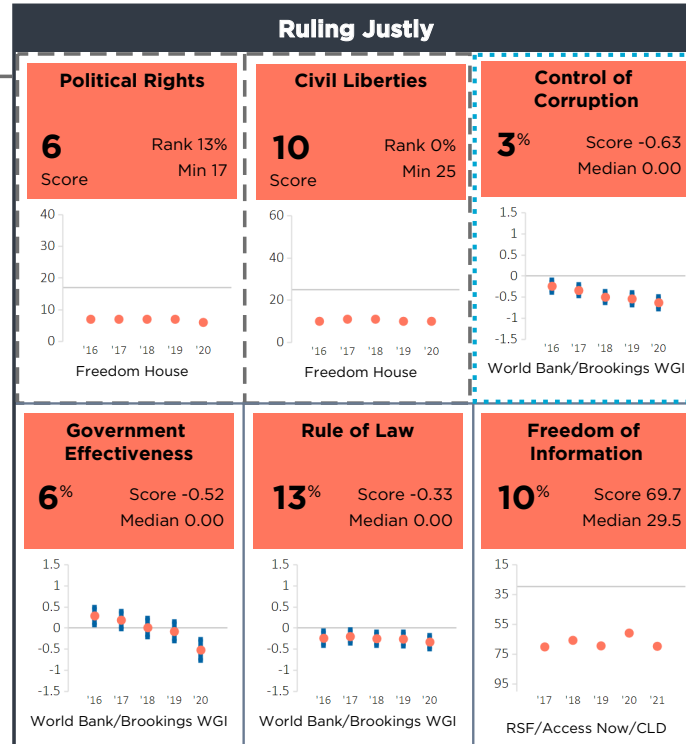 Ruling Justly
Political Rights
6
Score
Rank 13%
Min 17
40
30
20
10
0
'16 '17 '18 '19 '20
Freedom House
Civil Liberties
10
Score
Rank 0%
Min 25
60
40
20
0
'16 '17 '18 '19 '20
Freedom House
Control of
Corruption
3%
Score -0.63
Median 0.00
1.5
1
0.5
0
-0.5
-1
-1.5
'16 '17 '18 '19 '20
World Bank/Brookings WGI
Government
Effectiveness
6%
Score -0.52
Median 0.00
1.5
1
0.5
0
-0.5
-1
-1.5
'16 '17 '18 '19 '20
World Bank/Brookings WGI
Rule of Law
13%
Score -0.33
Median 0.00
1.5
1
0.5
0
-0.5
-1
-1.5
'16 '17 '18 '19 '20
World Bank/Brookings WGI
Freedom of
Information
10%
Score 69.7
Median 29.5
15
35
55
75
95
'17 '18 '19 '20 '21
RSF/Access Now/CLD